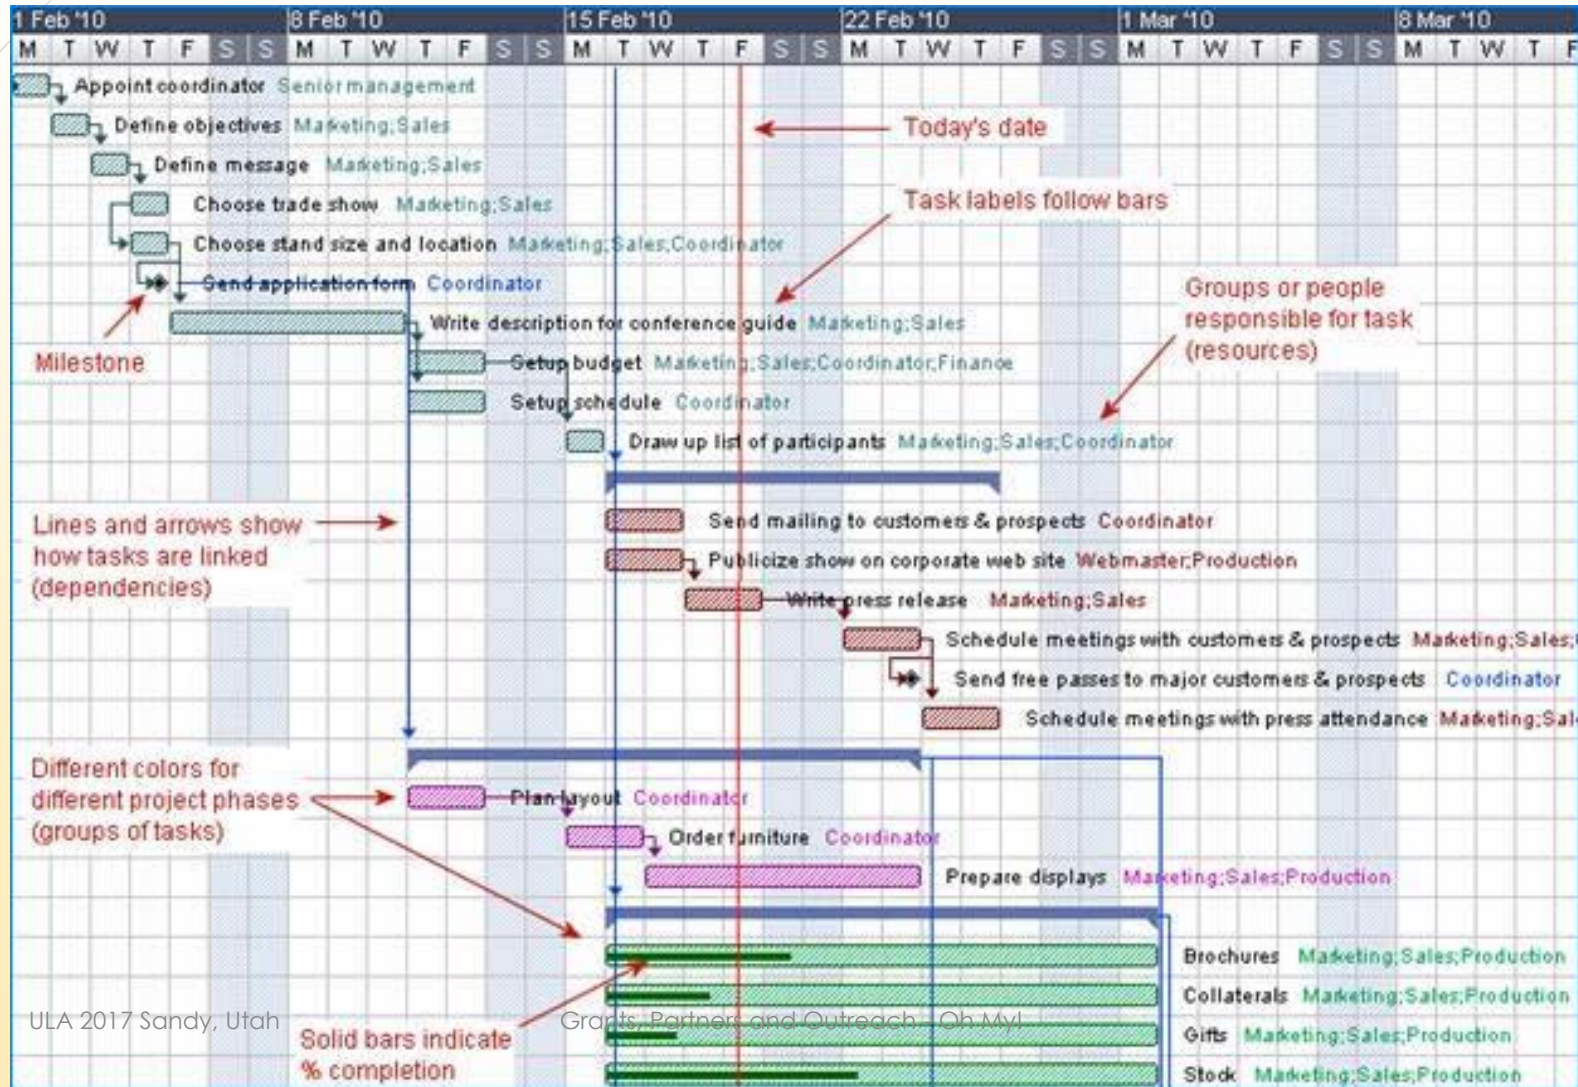 1 Feb '10 8 Feb '10 15 Feb '10 22 Feb '10 1 Mar '10 8 Mar '10
M T W T F S S M T W T F S S M T W T F S S M T W T F S S M T W T F S S M T W T F
Appoint coordinator Senior management
Define objectives Marketing;Sales
Today's date
Define message Marketing;Sales
Choose trade show Marketing;Sales
Task labels follow bars
Choose stand size and location Marketing;Sales;Coordinator
Send application form Coordinator
Groups or people
responsible for task
(resources)
Write description for conference guide Marketing;Sales
Milestone
Setup budget Marketing;Sales;Coordinator;Finance
Setup schedule Coordinator
Draw up list of participants Marketing;Sales;Coordinator
Lines and arrows show
how tasks are linked
(dependencies)
Send mailing to customers & prospects Coordinator
Publicize show on corporate web site Webmaster;Production
Write press release Marketing;Sales
Schedule meetings with customers & prospects Marketing;Sales;
Send free passes to major customers & prospects Coordinator
Schedule meetings with press attendance Marketing;Sal
Different colors for
different project phases
(groups of tasks)
Plan layout Coordinator
Order furniture Coordinator
Prepare displays Marketing;Sales;Production
Brochures Marketing;Sales;Production
Collaterals Marketing;Sales;Production
ULA 2017 Sandy, Utah
Grants, Partners and Outreach - Oh My!
Gifts Marketing;Sales;Production
Solid bars indicate
% completion
Stock Marketing;Sales;Production